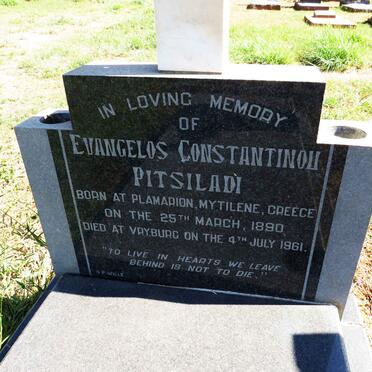 IN LOVING MEMORY
OF
EVANGELOS CONSTANTINOU
PITSILADI
BORN AT PLAMARION, MYTILENE, GREECE
ON THE 25TH MARCH, 1890
DIED AT VRYBURG ON THE 4TH JULY 1961.
"TO LIVE IN HEARTS WE LEAVE
BEHIND IS NOT TO DIE."